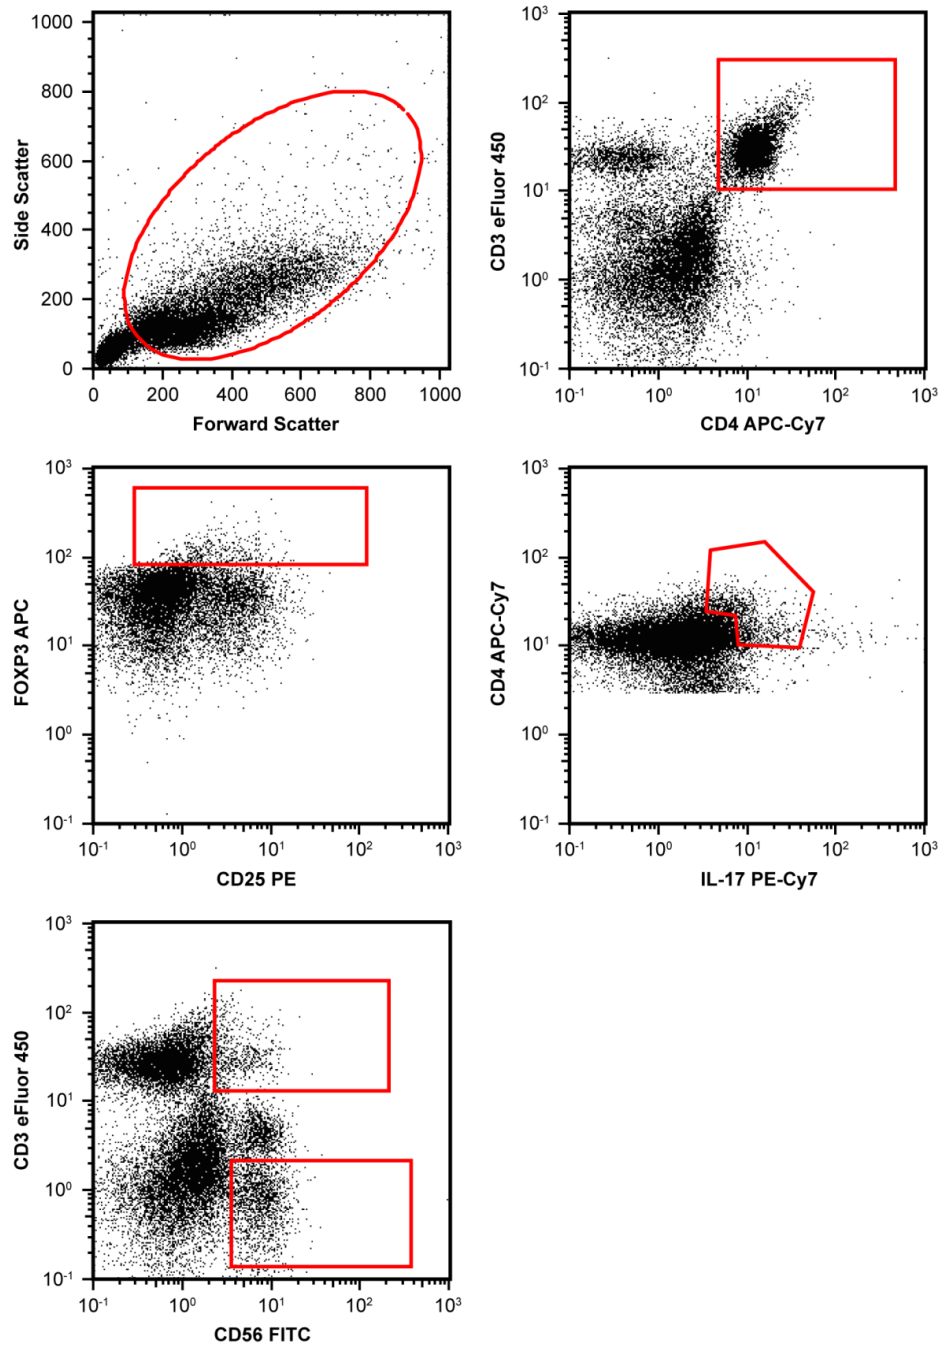 1000
800
600
400
200
0
Side Scatter
0 200 400 600 800 1000
Forward Scatter
10³
10²
10¹
10⁰
10⁻¹
CD3 eFluor 450
10⁻¹ 10⁰ 10¹ 10² 10³
CD4 APC-Cy7
10³
10²
10¹
10⁰
10⁻¹
FOXP3 APC
10⁻¹ 10⁰ 10¹ 10² 10³
CD25 PE
10³
10²
10¹
10⁰
10⁻¹
CD4 APC-Cy7
10⁻¹ 10⁰ 10¹ 10² 10³
IL-17 PE-Cy7
10³
10²
10¹
10⁰
10⁻¹
CD3 eFluor 450
10⁻¹ 10⁰ 10¹ 10² 10³
CD56 FITC